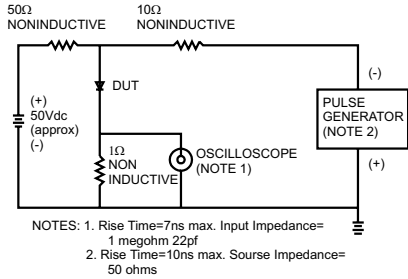 50Ω
NONINDUCTIVE
10Ω
NONINDUCTIVE
DUT
(+)
50Vdc
(approx)
(-)
1Ω
NON
INDUCTIVE
OSCILLOSCOPE
(NOTE 1)
(-)
PULSE
GENERATOR
(NOTE 2)
(+)
NOTES: 1. Rise Time=7ns max. Input Impedance=
1 megohm 22pf
2. Rise Time=10ns max. Sourse Impedance=
50 ohms